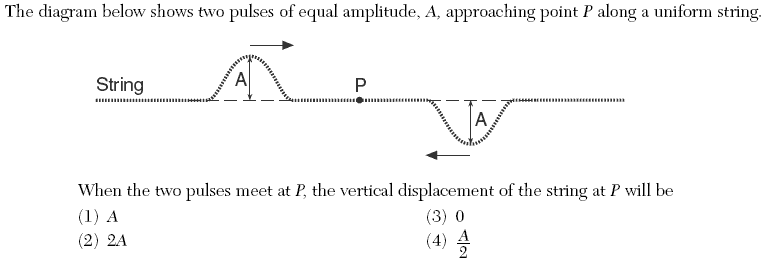 The diagram below shows two pulses of equal amplitude, A, approaching point P along a uniform string.
String
A
P
A
When the two pulses meet at P, the vertical displacement of the string at P will be
(1) A
(3) 0
(2) 2A
(4) A/2